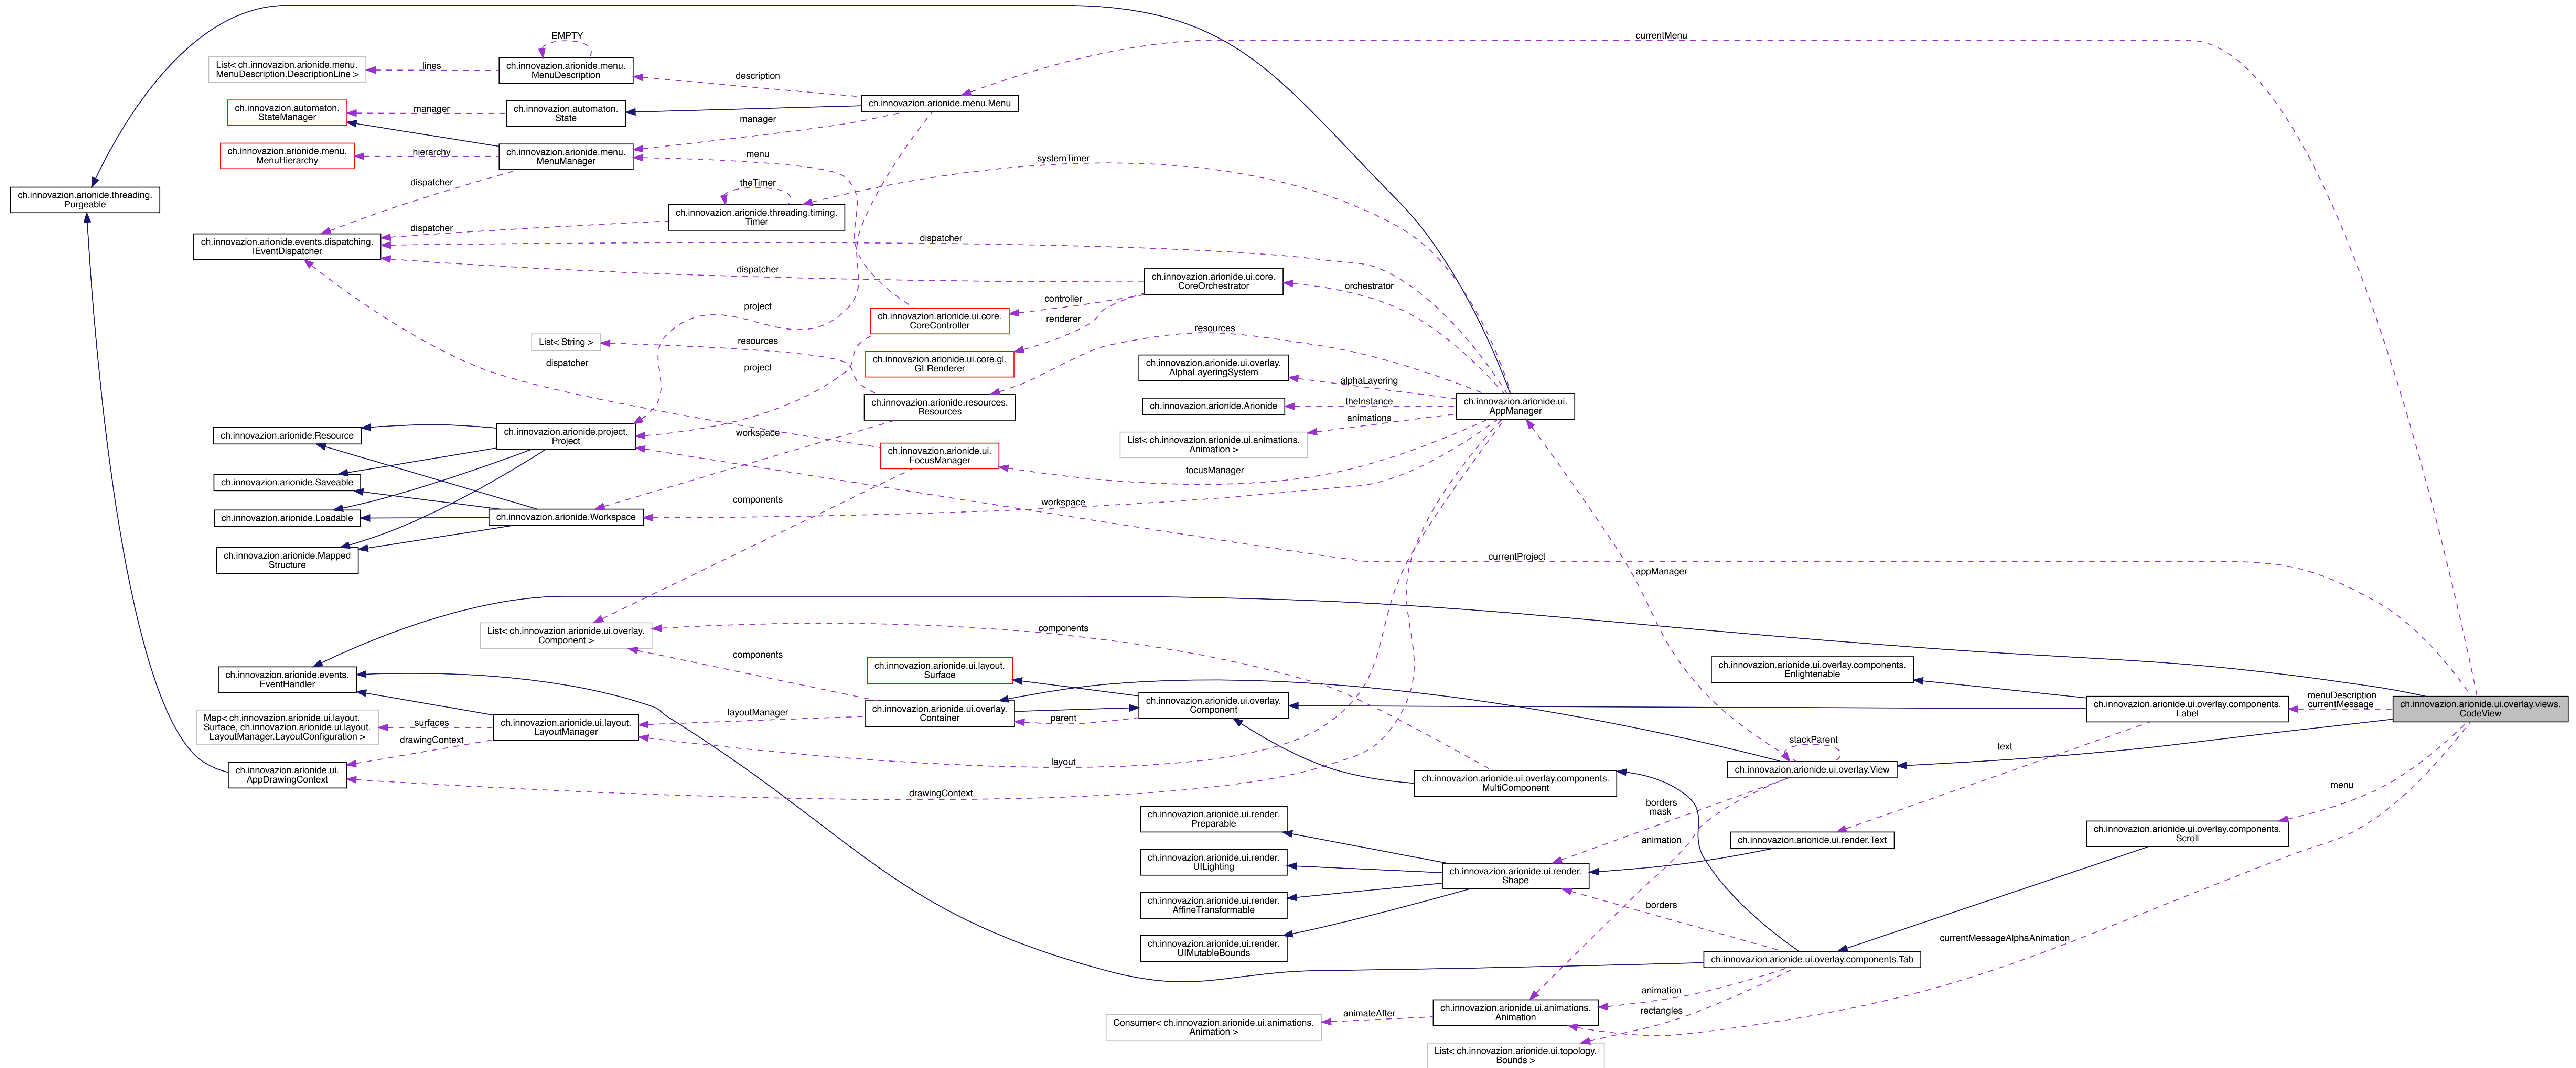 currentMenu
EMPTY
List< ch.innovazion.arionide.menu.
MenuDescription.DescriptionLine >
lines
ch.innovazion.arionide.menu.
MenuDescription
description
ch.innovazion.arionide.menu.Menu
ch.innovazion.automaton.
StateManager
manager
ch.innovazion.automaton.
State
manager
ch.innovazion.arionide.menu.
MenuHierarchy
hierarchy
ch.innovazion.arionide.menu.
MenuManager
menu
systemTimer
dispatcher
theTimer
ch.innovazion.arionide.threading.
Purgeable
ch.innovazion.arionide.threading.timing.
Timer
dispatcher
ch.innovazion.arionide.events.dispatching.
IEventDispatcher
dispatcher
dispatcher
ch.innovazion.arionide.ui.core.
CoreOrchestrator
orchestrator
controller
project
ch.innovazion.arionide.ui.core.
CoreController
renderer
resources
List< String >
resources
ch.innovazion.arionide.ui.core.gl.
GLRenderer
dispatcher
project
ch.innovazion.arionide.ui.overlay.
AlphaLayeringSystem
alphaLayering
ch.innovazion.arionide.resources.
Resources
ch.innovazion.arionide.Arionide
theInstance
ch.innovazion.arionide.ui.
AppManager
animations
ch.innovazion.arionide.Resource
ch.innovazion.arionide.project.
Project
workspace
List< ch.innovazion.arionide.ui.animations.
Animation >
ch.innovazion.arionide.ui.
FocusManager
focusManager
ch.innovazion.arionide.Saveable
components
workspace
ch.innovazion.arionide.Loadable
ch.innovazion.arionide.Workspace
ch.innovazion.arionide.Mapped
Structure
currentProject
appManager
List< ch.innovazion.arionide.ui.overlay.
Component >
components
components
ch.innovazion.arionide.events.
EventHandler
ch.innovazion.arionide.ui.layout.
Surface
ch.innovazion.arionide.ui.overlay.components.
Enlightenable
ch.innovazion.arionide.ui.overlay.
Container
parent
ch.innovazion.arionide.ui.overlay.
Component
ch.innovazion.arionide.ui.overlay.components.
Label
menuDescription
currentMessage
ch.innovazion.arionide.ui.overlay.views.
CodeView
Map< ch.innovazion.arionide.ui.layout.
Surface, ch.innovazion.arionide.ui.layout.
LayoutManager.LayoutConfiguration >
surfaces
ch.innovazion.arionide.ui.layout.
LayoutManager
layoutManager
drawingContext
stackParent
text
layout
ch.innovazion.arionide.ui.
AppDrawingContext
ch.innovazion.arionide.ui.overlay.View
ch.innovazion.arionide.ui.overlay.components.
MultiComponent
menu
drawingContext
borders
mask
ch.innovazion.arionide.ui.render.
Preparable
ch.innovazion.arionide.ui.overlay.components.
Scroll
animation
ch.innovazion.arionide.ui.render.Text
ch.innovazion.arionide.ui.render.
UILighting
ch.innovazion.arionide.ui.render.
Shape
ch.innovazion.arionide.ui.render.
AffineTransformable
borders
ch.innovazion.arionide.ui.render.
UIMutableBounds
currentMessageAlphaAnimation
ch.innovazion.arionide.ui.overlay.components.Tab
animation
ch.innovazion.arionide.ui.animations.
Animation
rectangles
animateAfter
Consumer< ch.innovazion.arionide.ui.animations.
Animation >
List< ch.innovazion.arionide.ui.topology.
Bounds >